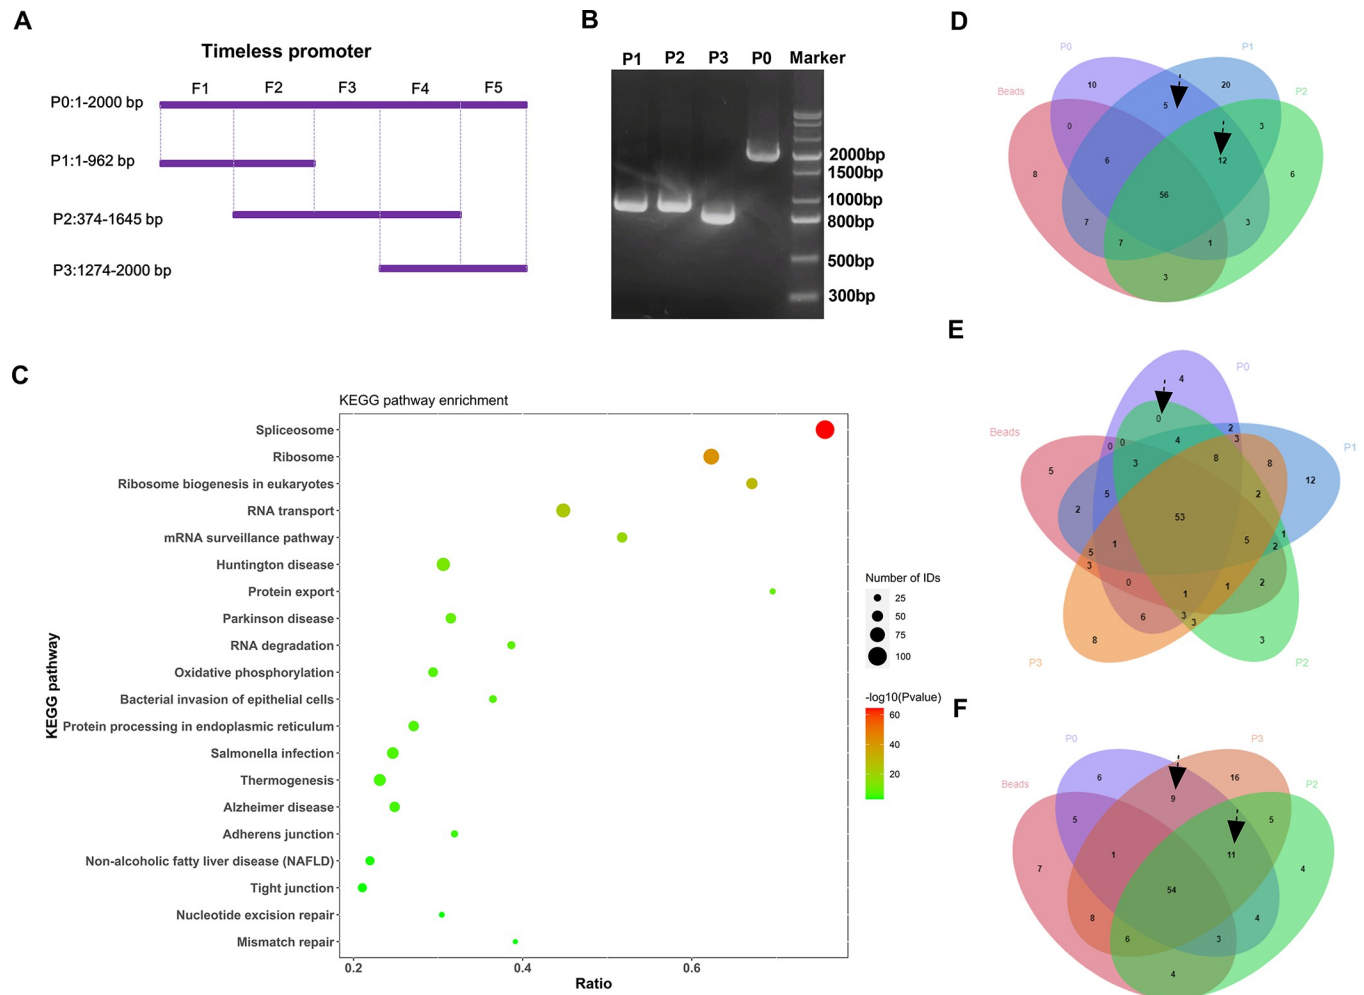 A
Timeless promoter
F1 F2 F3 F4 F5
P0:1-2000 bp
P1:1-962 bp
P2:374-1645 bp
P3:1274-2000 bp
B
P1 P2 P3 P0 Marker
2000bp
1500bp
1000bp
800bp
500bp
300bp
C
KEGG pathway enrichment
KEGG pathway
Spliceosome
Ribosome
Ribosome biogenesis in eukaryotes
RNA transport
mRNA surveillance pathway
Huntington disease
Protein export
Parkinson disease
RNA degradation
Oxidative phosphorylation
Bacterial invasion of epithelial cells
Protein processing in endoplasmic reticulum
Salmonella infection
Thermogenesis
Alzheimer disease
Adherens junction
Non-alcoholic fatty liver disease (NAFLD)
Tight junction
Nucleotide excision repair
Mismatch repair
0.2 0.4 0.6
Ratio
Number of IDs
25
50
75
100
-log10(Pvalue)
60
40
20
D
P0 P1
Beads P2
10 5 20
0 3
6 12
8 6
56
7 3
7 1
3
E
P0
Beads P1
4
0
2
3
0 0 4
5 3 8 8
12
5 2
2
53
1
5 1 5 2
3
0 1 2
1
6 3 3
8 3
P3 P2
F
P0 P3
Beads P2
6 16
9
5 5
1 11
7 4
54
8 4
6 3
4